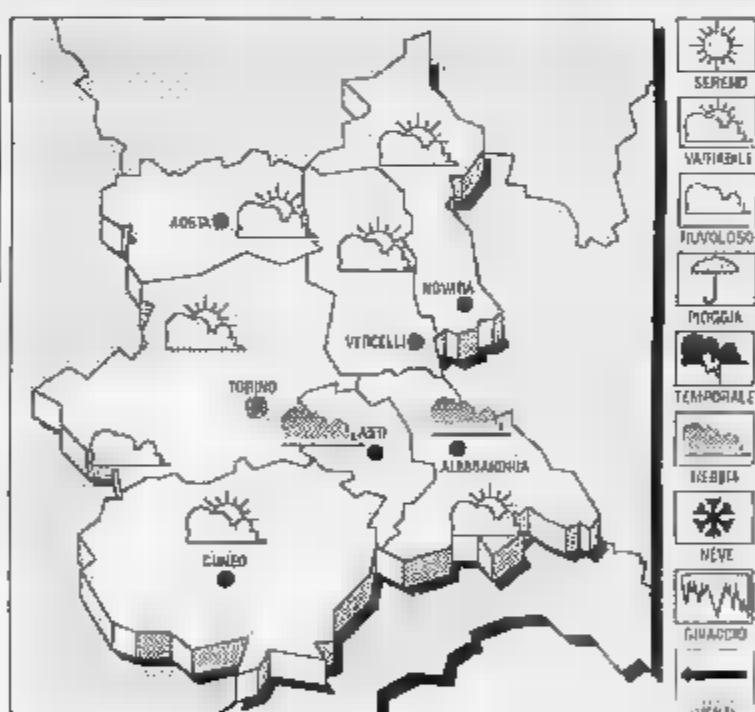 AOSTA
NOVARA
VERCELLI
TORINO
ASTI
ALESSANDRIA
CUNEO
SERENO
VARIABILE
NUVOLOSO
PIOGGIA
TEMPORALE
NEBBIA
NEVE
GHIACCIO